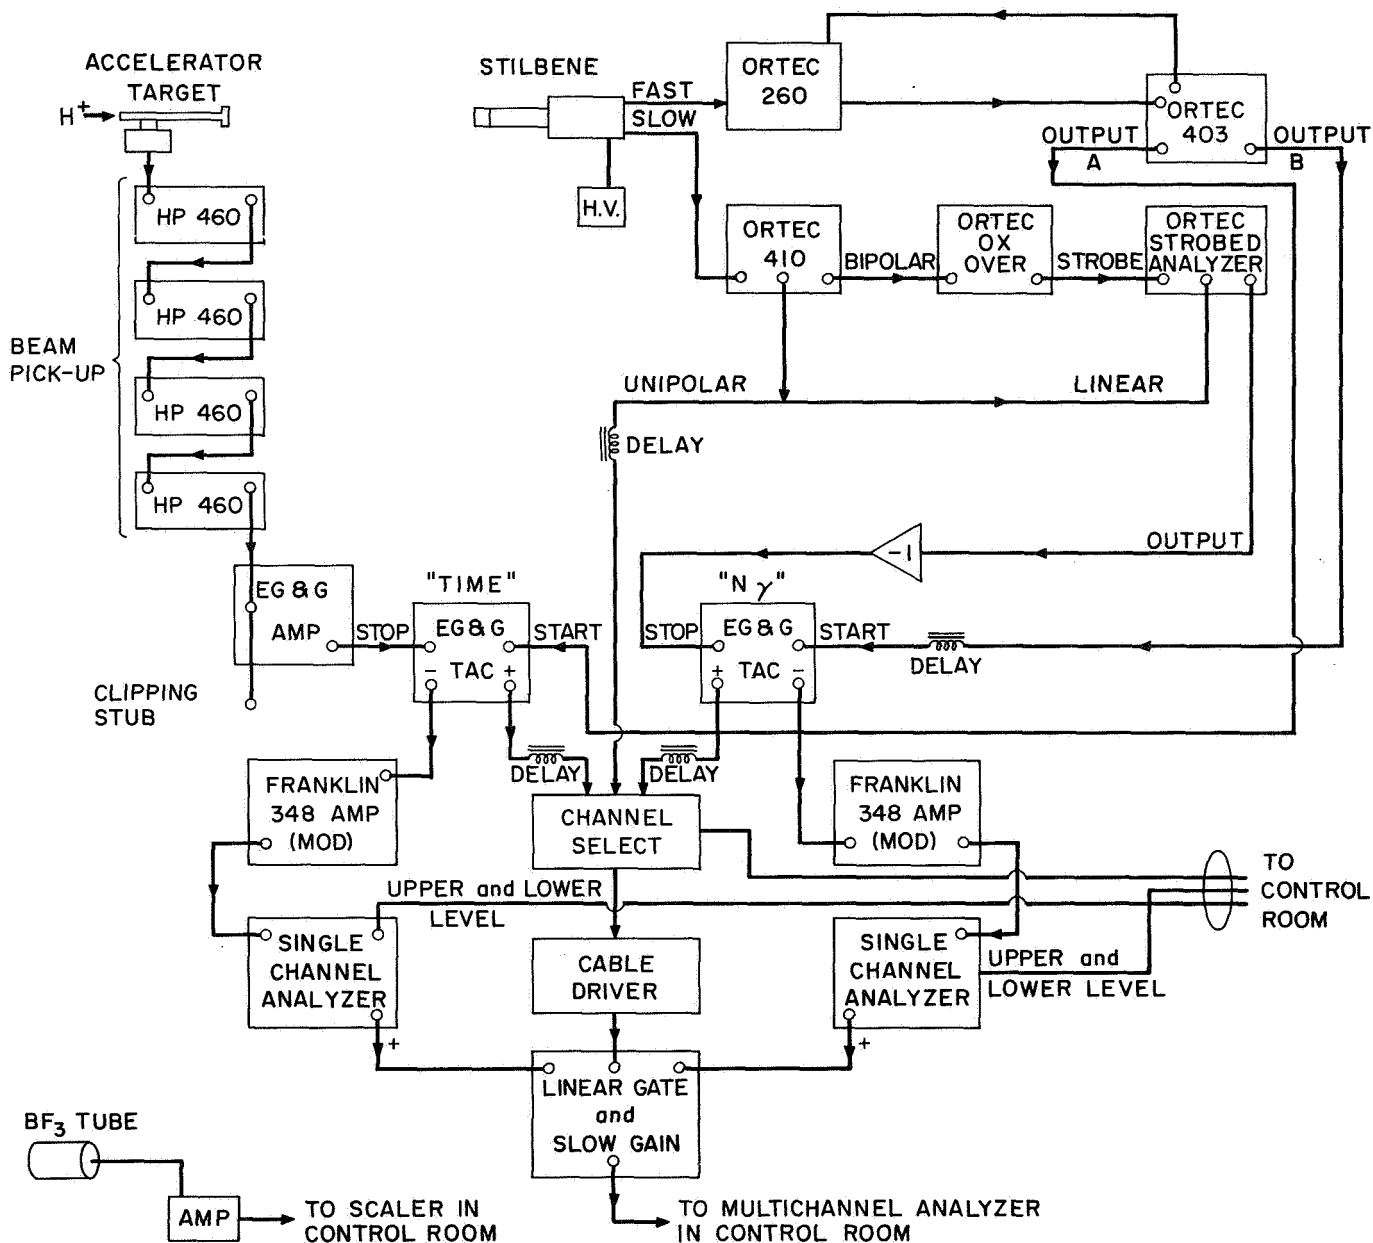 ACCELERATOR
TARGET
H+
STILBENE
FAST
SLOW
H.V.
ORTEC
260
ORTEC
403
OUTPUT
A
OUTPUT
B
HP 460
HP 460
HP 460
HP 460
BEAM
PICK-UP
ORTEC
410
BIPOLAR
ORTEC
OX
OVER
STROBE
ORTEC
STROBED
ANALYZER
UNIPOLAR
LINEAR
DELAY
OUTPUT
-1
EG & G
AMP
CLIPPING
STUB
STOP
"TIME"
EG & G
TAC
-
+
START
"N γ"
STOP
EG & G
TAC
+
-
START
DELAY
DELAY
DELAY
FRANKLIN
348 AMP
(MOD)
CHANNEL
SELECT
FRANKLIN
348 AMP
(MOD)
TO
CONTROL
ROOM
UPPER and LOWER
LEVEL
SINGLE
CHANNEL
ANALYZER
+
CABLE
DRIVER
SINGLE
CHANNEL
ANALYZER
+
UPPER and
LOWER LEVEL
LINEAR GATE
and
SLOW GAIN
BF3 TUBE
AMP
TO SCALER IN
CONTROL ROOM
TO MULTICHANNEL ANALYZER
IN CONTROL ROOM